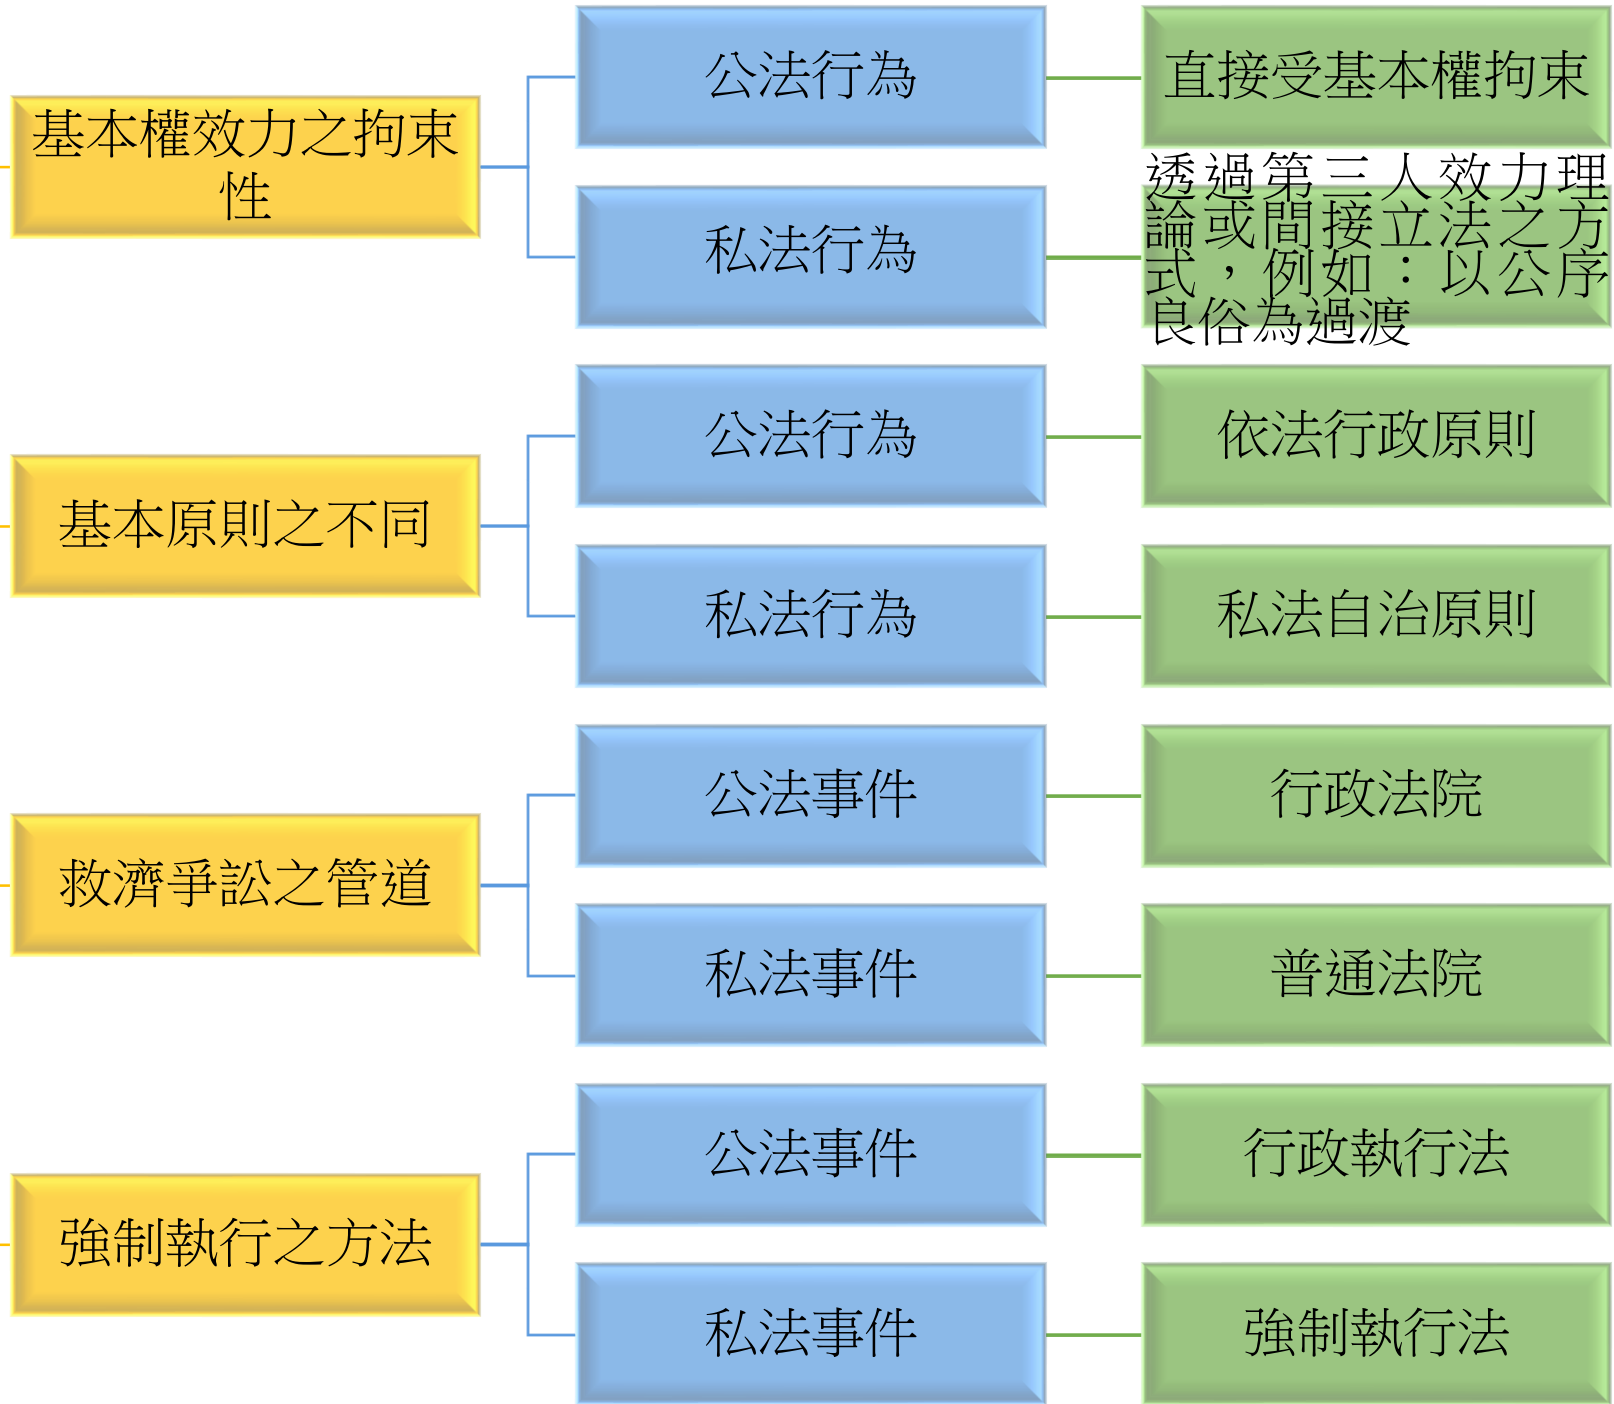 基本權效力之拘束
性
公法行為
直接受基本權拘束
私法行為
透過第三人效力理
論或間接立法之方
式，例如：以公序
良俗為過渡
基本原則之不同
公法行為
依法行政原則
私法行為
私法自治原則
救濟爭訟之管道
公法事件
行政法院
私法事件
普通法院
強制執行之方法
公法事件
行政執行法
私法事件
強制執行法